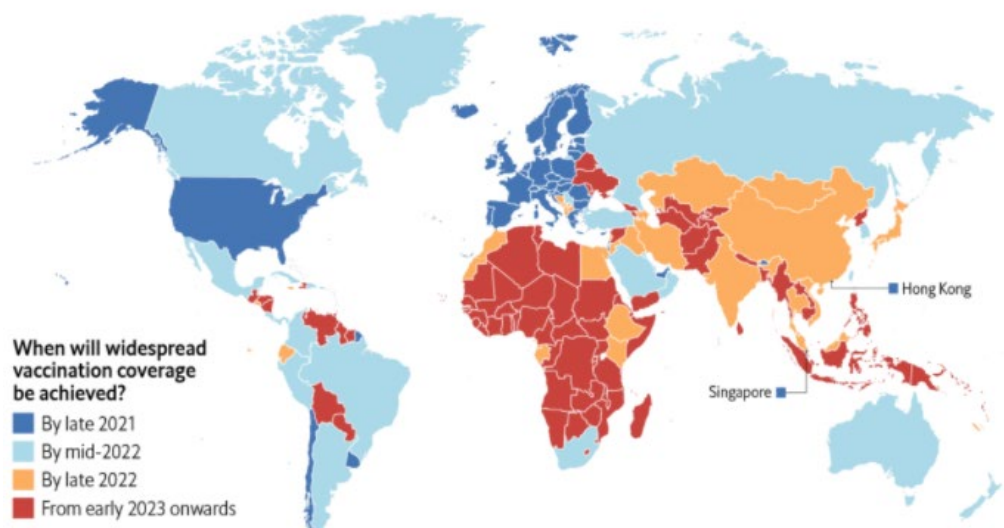 Hong Kong
Singapore
When will widespread
vaccination coverage
be achieved?
By late 2021
By mid-2022
By late 2022
From early 2023 onwards